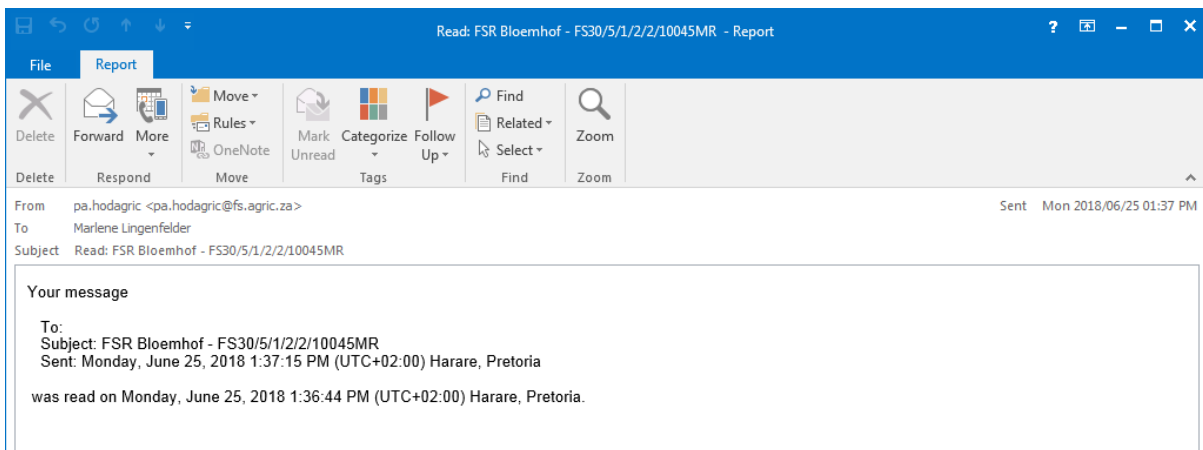 Read: FSR Bloemhof - FS30/5/1/2/2/10045MR - Report
?
File Report
Delete
Forward
More
Move
Rules
OneNote
Mark Unread
Categorize
Follow Up
Find
Related
Select
Zoom
Delete Respond Move Tags Find Zoom
From pa.hodagric <pa.hodagric@fs.agric.za> Sent Mon 2018/06/25 01:37 PM
To Marlene Lingenfelder
Subject Read: FSR Bloemhof - FS30/5/1/2/2/10045MR
Your message
To:
Subject: FSR Bloemhof - FS30/5/1/2/2/10045MR
Sent: Monday, June 25, 2018 1:37:15 PM (UTC+02:00) Harare, Pretoria
was read on Monday, June 25, 2018 1:36:44 PM (UTC+02:00) Harare, Pretoria.